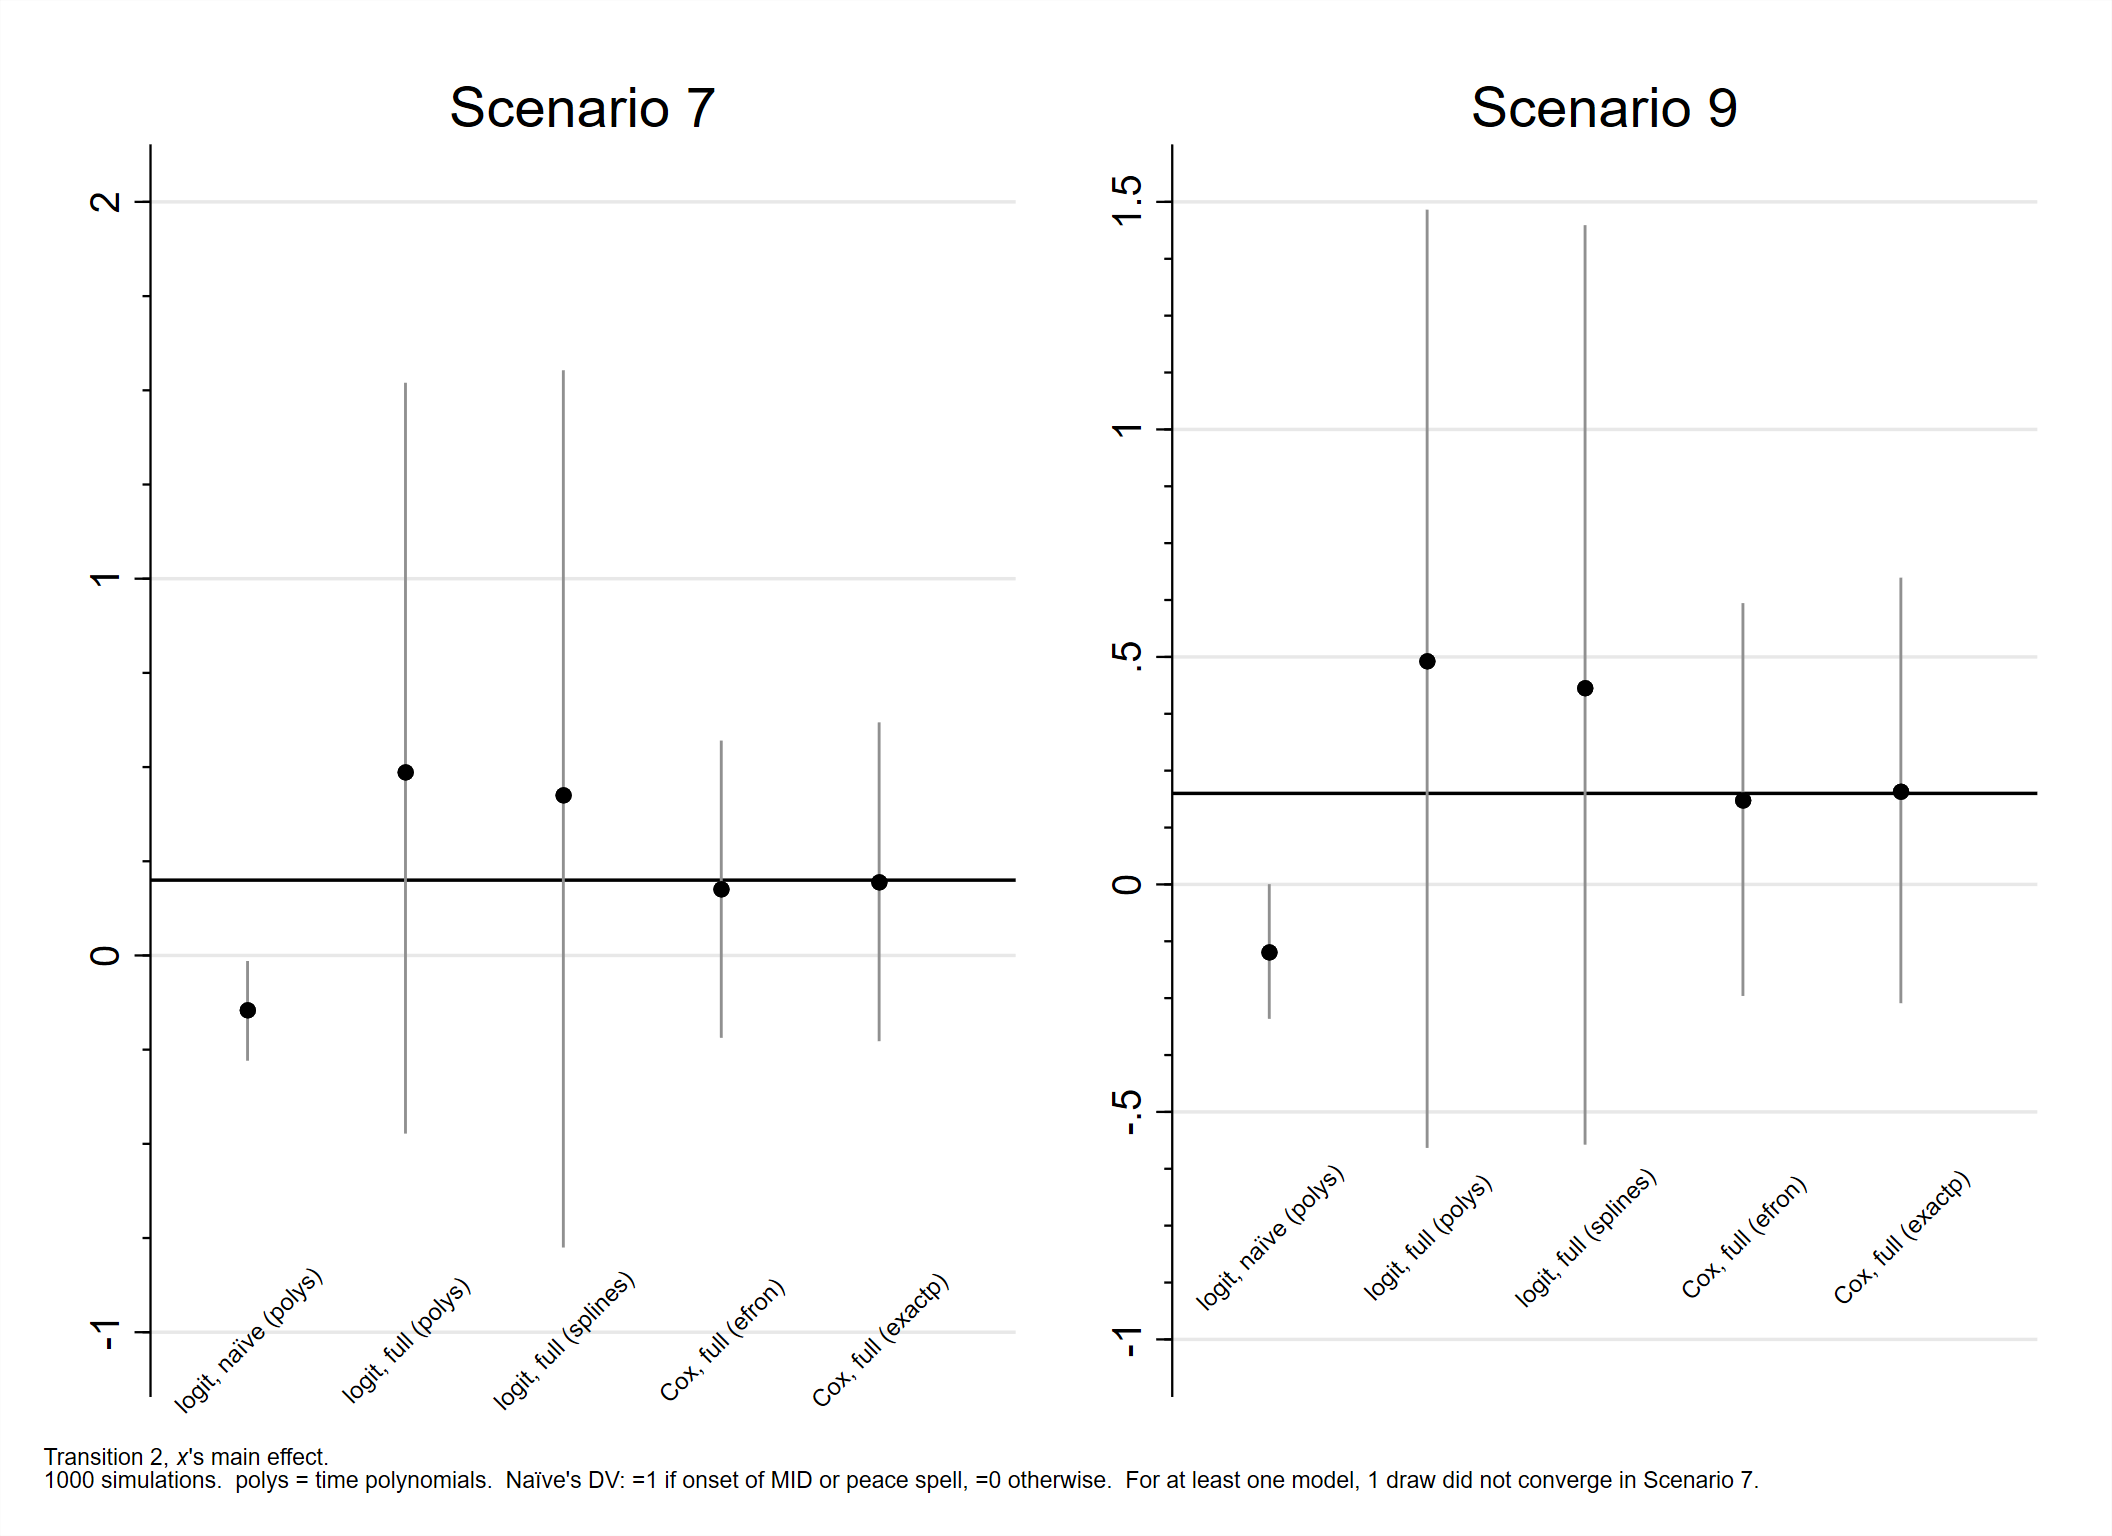 Scenario 7
2
1
0
-1
logit, naïve (polys)
logit, full (polys)
logit, full (splines)
Cox, full (efron)
Cox, full (exactp)
Scenario 9
1.5
1
.5
0
-.5
-1
logit, naïve (polys)
logit, full (polys)
logit, full (splines)
Cox, full (efron)
Cox, full (exactp)
Transition 2, x's main effect.
1000 simulations.  polys = time polynomials.  Naïve's DV: =1 if onset of MID or peace spell, =0 otherwise.  For at least one model, 1 draw did not converge in Scenario 7.